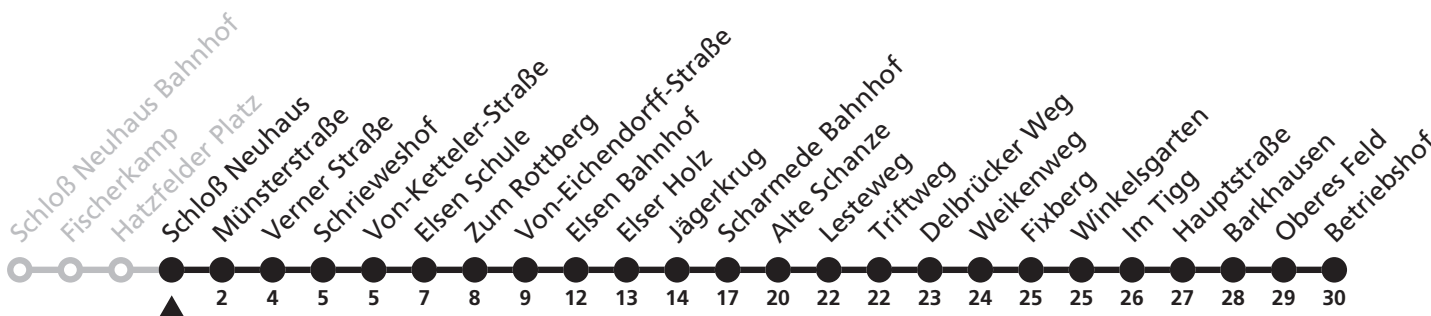 Schloß Neuhaus Bahnhof
Fischerkamp
Hatzfelder Platz
Schloß Neuhaus
Münsterstraße
Verner Straße
Schrieweshof
Von-Ketteler-Straße
Elsen Schule
Zum Rottberg
Von-Eichendorff-Straße
Elsen Bahnhof
Elser Holz
Jägerkrug
Scharmede Bahnhof
Alte Schanze
Lesteweg
Triftweg
Delbrücker Weg
Weikenweg
Fixberg
Winkelsgarten
Im Tigg
Hauptstraße
Barkhausen
Oberes Feld
Betriebshof
2 4 5 5 7 8 9 12 13 14 17 20 22 22 23 24 25 25 26 27 28 29 30